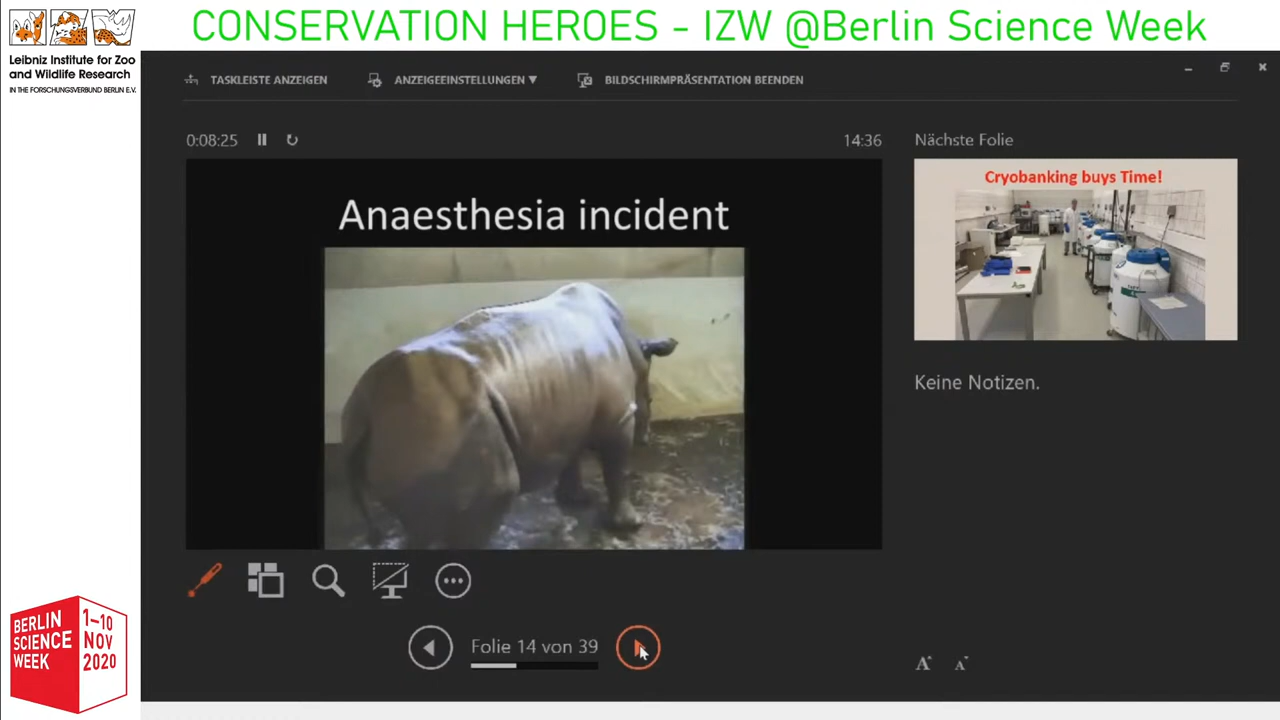 CONSERVATION HEROES - IZW @Berlin Science Week
Leibniz Institute for Zoo
and Wildlife Research
IN THE FORSCHUNGSVERBUND BERLIN E.V.
TASKLEISTE ANZEIGEN
ANZEIGEEINSTELLUNGEN ▼
BILDSCHIRMPRÄSENTATION BEENDEN
0:08:25
14:36
Nächste Folie
Anaesthesia incident
Cryobanking buys Time!
Keine Notizen.
Folie 14 von 39
A A
BERLIN
SCIENCE
WEEK
1–10
NOV
2020